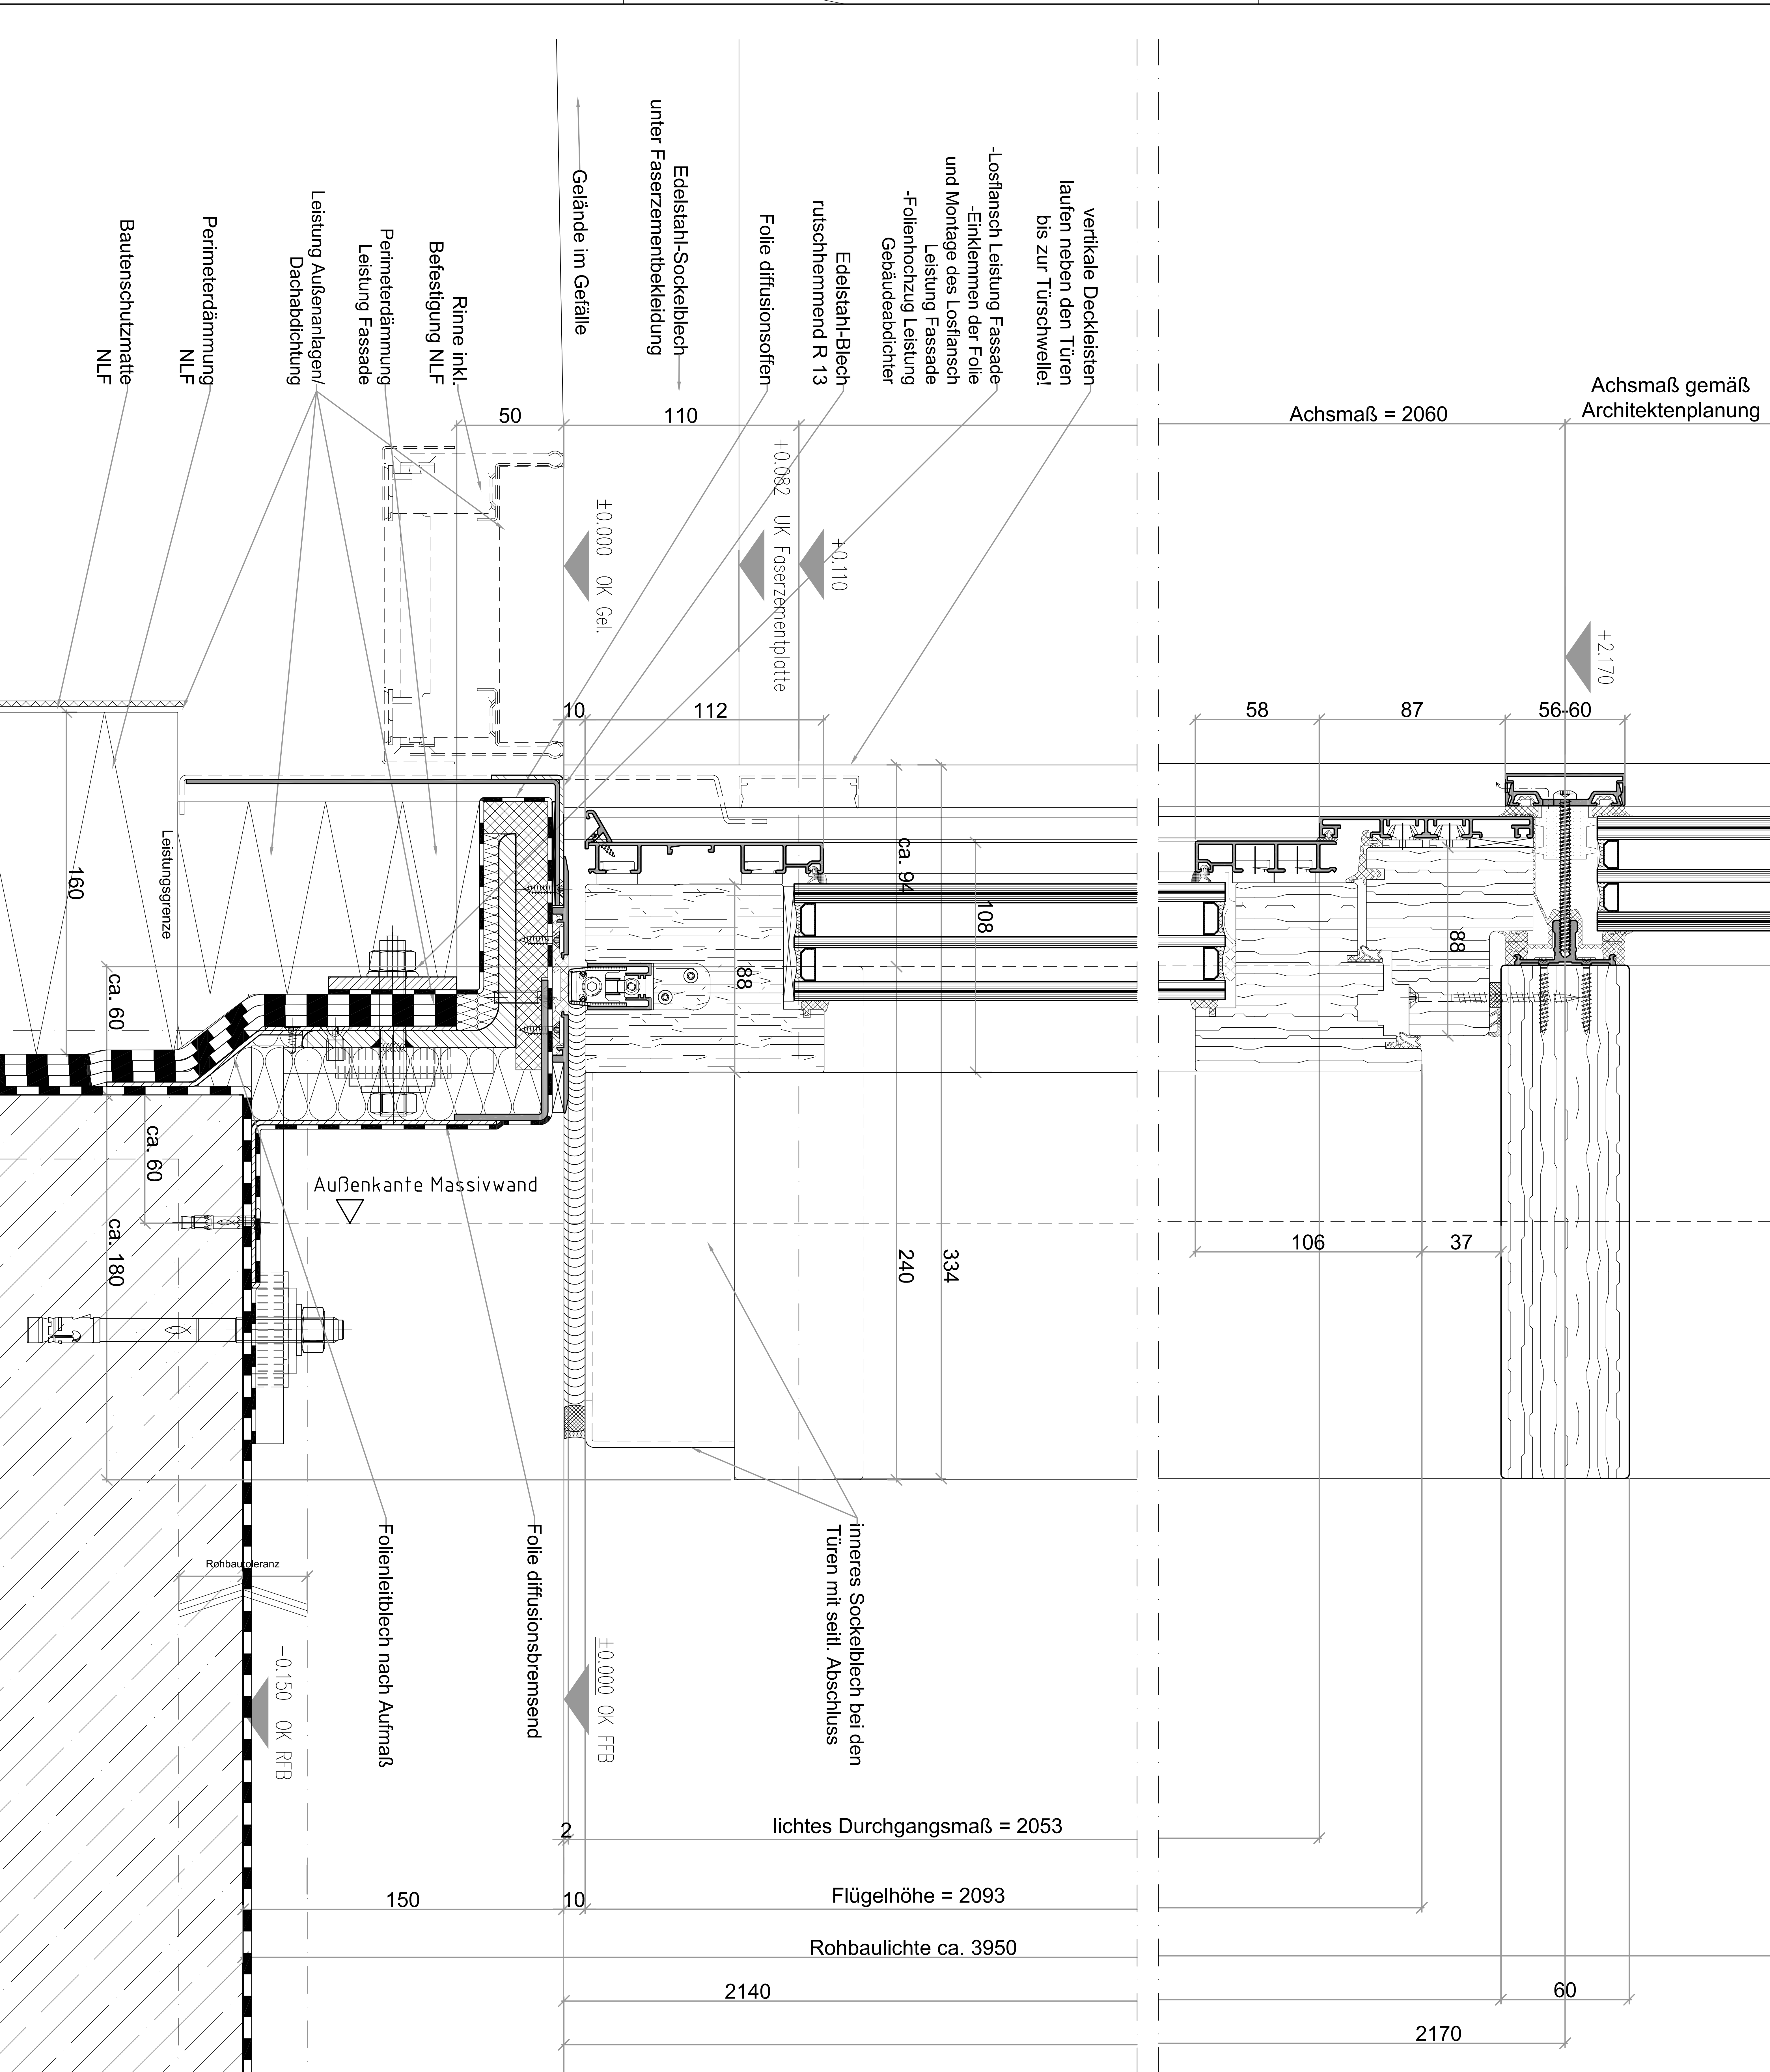 Achsmaß gemäß
Architektenplanung
Achsmaß = 2060
+2.170
58
87
56-60
vertikale Deckleisten
laufen neben den Türen
bis zur Türschwelle!
-Losflansch Leistung Fassade
-Einklemmen der Folie
und Montage des Losflansch
Leistung Fassade
-Folienhochzug Leistung
Gebäudeabdichter
Edelstahl-Blech
rutschhemmend R 13
Folie diffusionsoffen
Edelstahl-Sockelblech
unter Faserzementbekleidung
Gelände im Gefälle
Rinne inkl.
Befestigung NLF
Perimeterdämmung
Leistung Fassade
Leistung Außenanlagen/
Dachabdichtung
Perimeterdämmung
NLF
Bautenschutzmatte
NLF
50
110
+0.110
+0.082 UK Faserzementplatte
±0.000 OK Gel.
10
112
ca. 94
108
88
88
Leistungsgrenze
160
ca. 60
ca. 60
ca. 180
Außenkante Massivwand
240
334
106
37
inneres Sockelblech bei den
Türen mit seitl. Abschluss
Folie diffusionsbremsend
Folienleitblech nach Aufmaß
Rohbautoleranz
±0.000 OK FFB
-0.150 OK RFB
2
lichtes Durchgangsmaß = 2053
150
10
Flügelhöhe = 2093
Rohbaulichte ca. 3950
2140
60
2170